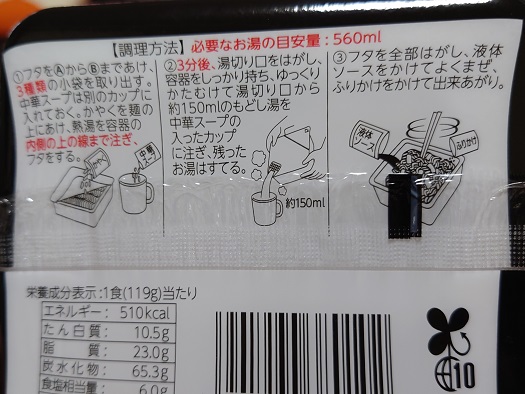 【調理方法】必要なお湯の目安量：560ml
①フタをⒶからⒷまであけ、
3種類の小袋を取り出す。
中華スープは別のカップに
入れておく。かやくを麺の
上にあけ、熱湯を容器の
内側の上の線まで注ぎ、
フタをする。
中華スープ
②3分後、湯切り口をはがし、
容器をしっかり持ち、ゆっくり
かたむけて湯切り口から
約150mlのもどし湯を
中華スープの
入ったカップ
に注ぎ、残った
お湯はすてる。
約150ml
③フタを全部はがし、液体
ソースをかけてよくまぜ、
ふりかけをかけて出来あがり。
液体
ソース
ふりかけ
栄養成分表示：1食(119g)当たり
エネルギー：510kcal
たん白質：10.5g
脂質：23.0g
炭水化物：65.3g
食塩相当量：6.0g
10